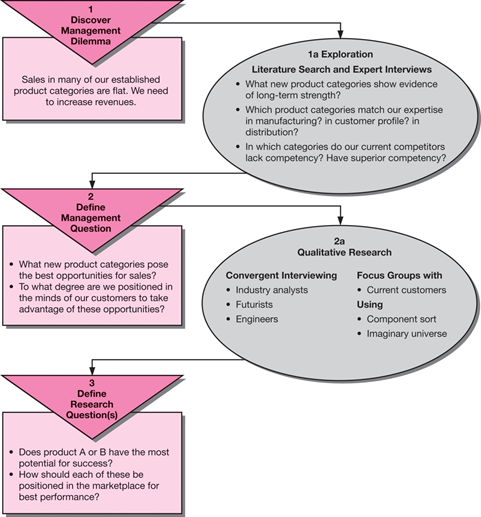 1
Discover
Management
Dilemma
Sales in many of our established
product categories are flat. We need
to increase revenues.
1a Exploration
Literature Search and Expert Interviews
• What new product categories show evidence
of long-term strength?
• Which product categories match our expertise
in manufacturing? in customer profile? in
distribution?
• In which categories do our current competitors
lack competency? Have superior competency?
2
Define
Management
Question
• What new product categories pose
the best opportunities for sales?
• To what degree are we positioned in
the minds of our customers to take
advantage of these opportunities?
2a
Qualitative Research
Convergent Interviewing
• Industry analysts
• Futurists
• Engineers
Focus Groups with
• Current customers
Using
• Component sort
• Imaginary universe
3
Define
Research
Question(s)
• Does product A or B have the most
potential for success?
• How should each of these be
positioned in the marketplace for
best performance?